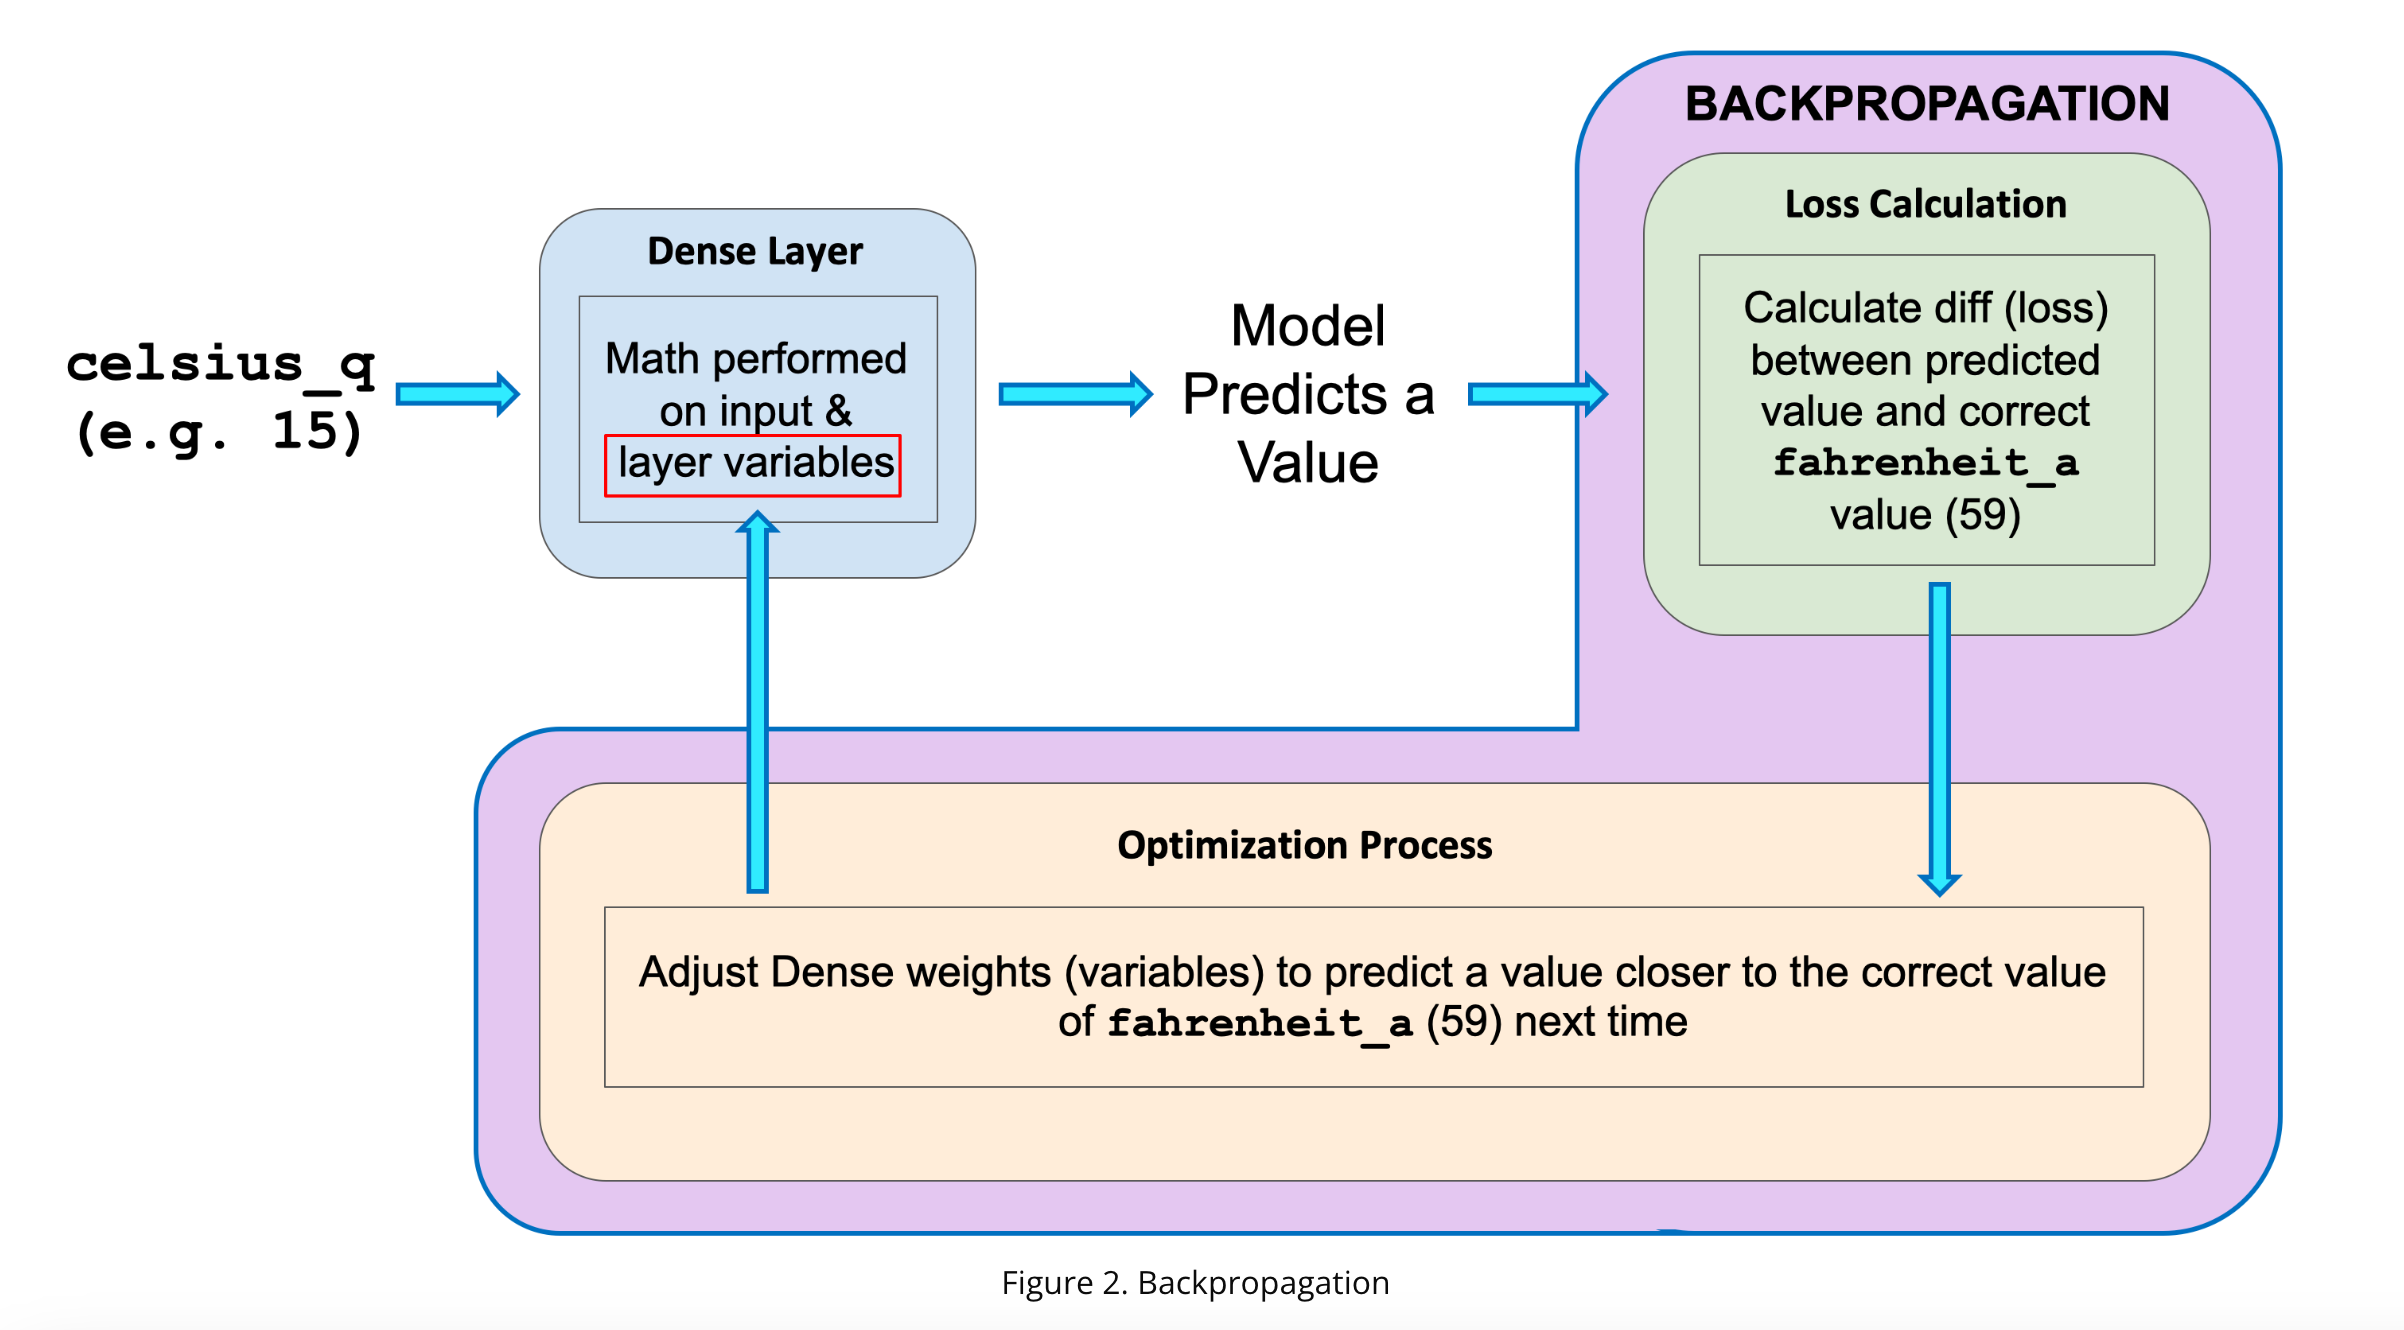 BACKPROPAGATION
Loss Calculation
Calculate diff (loss)
between predicted
value and correct
fahrenheit_a
value (59)
Dense Layer
Math performed
on input &
layer variables
celsius_q
(e.g. 15)
Model
Predicts a
Value
Optimization Process
Adjust Dense weights (variables) to predict a value closer to the correct value
of fahrenheit_a (59) next time
Figure 2. Backpropagation